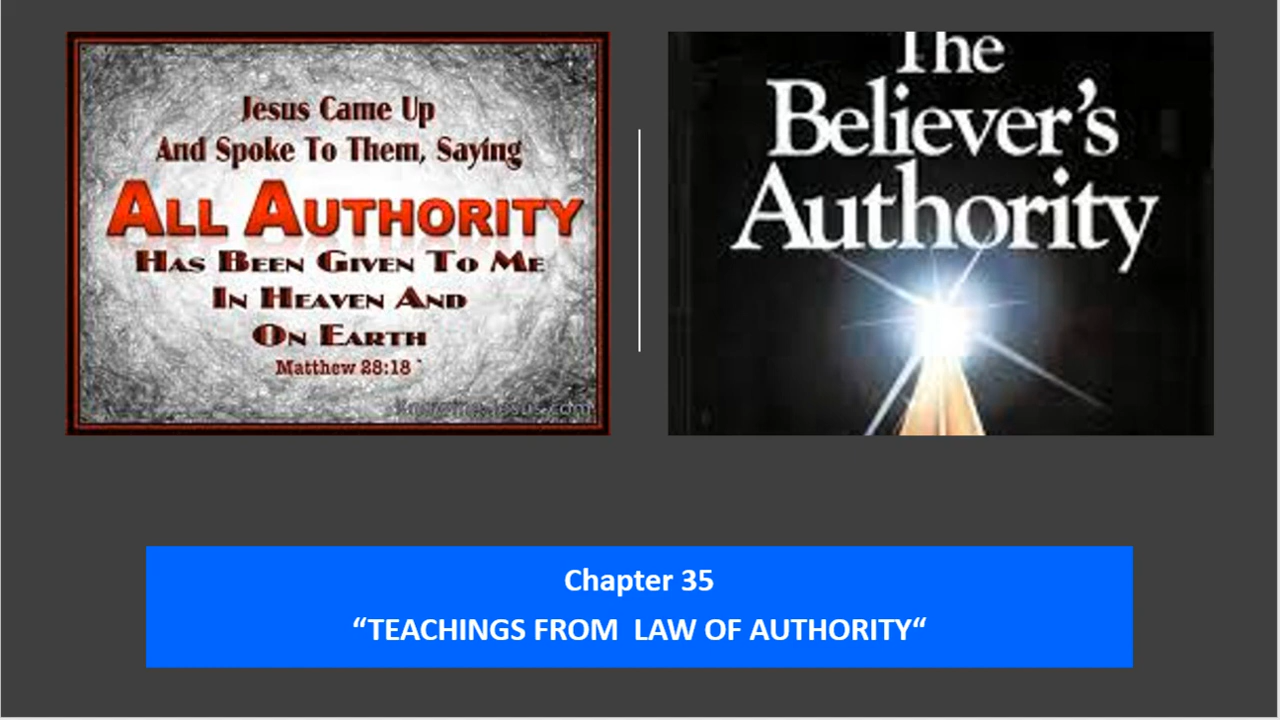 Jesus Came Up
And Spoke To Them, Saying
ALL AUTHORITY
HAS BEEN GIVEN TO ME
IN HEAVEN AND
ON EARTH
Matthew 28:18
The
Believer's
Authority
Chapter 35
“TEACHINGS FROM  LAW OF AUTHORITY“